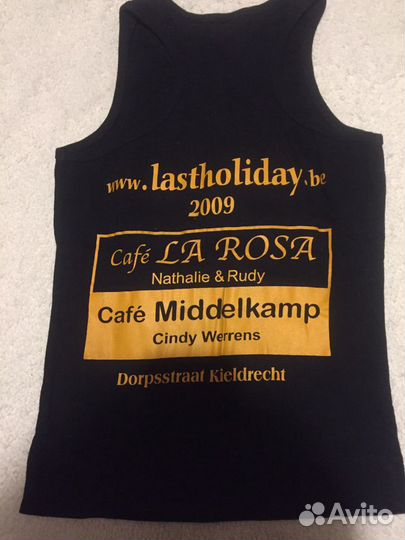 www.lastholiday.be
2009
Café LA ROSA
Nathalie & Rudy
Café Middelkamp
Cindy Werrens
Dorpsstraat Kieldrecht
Avito